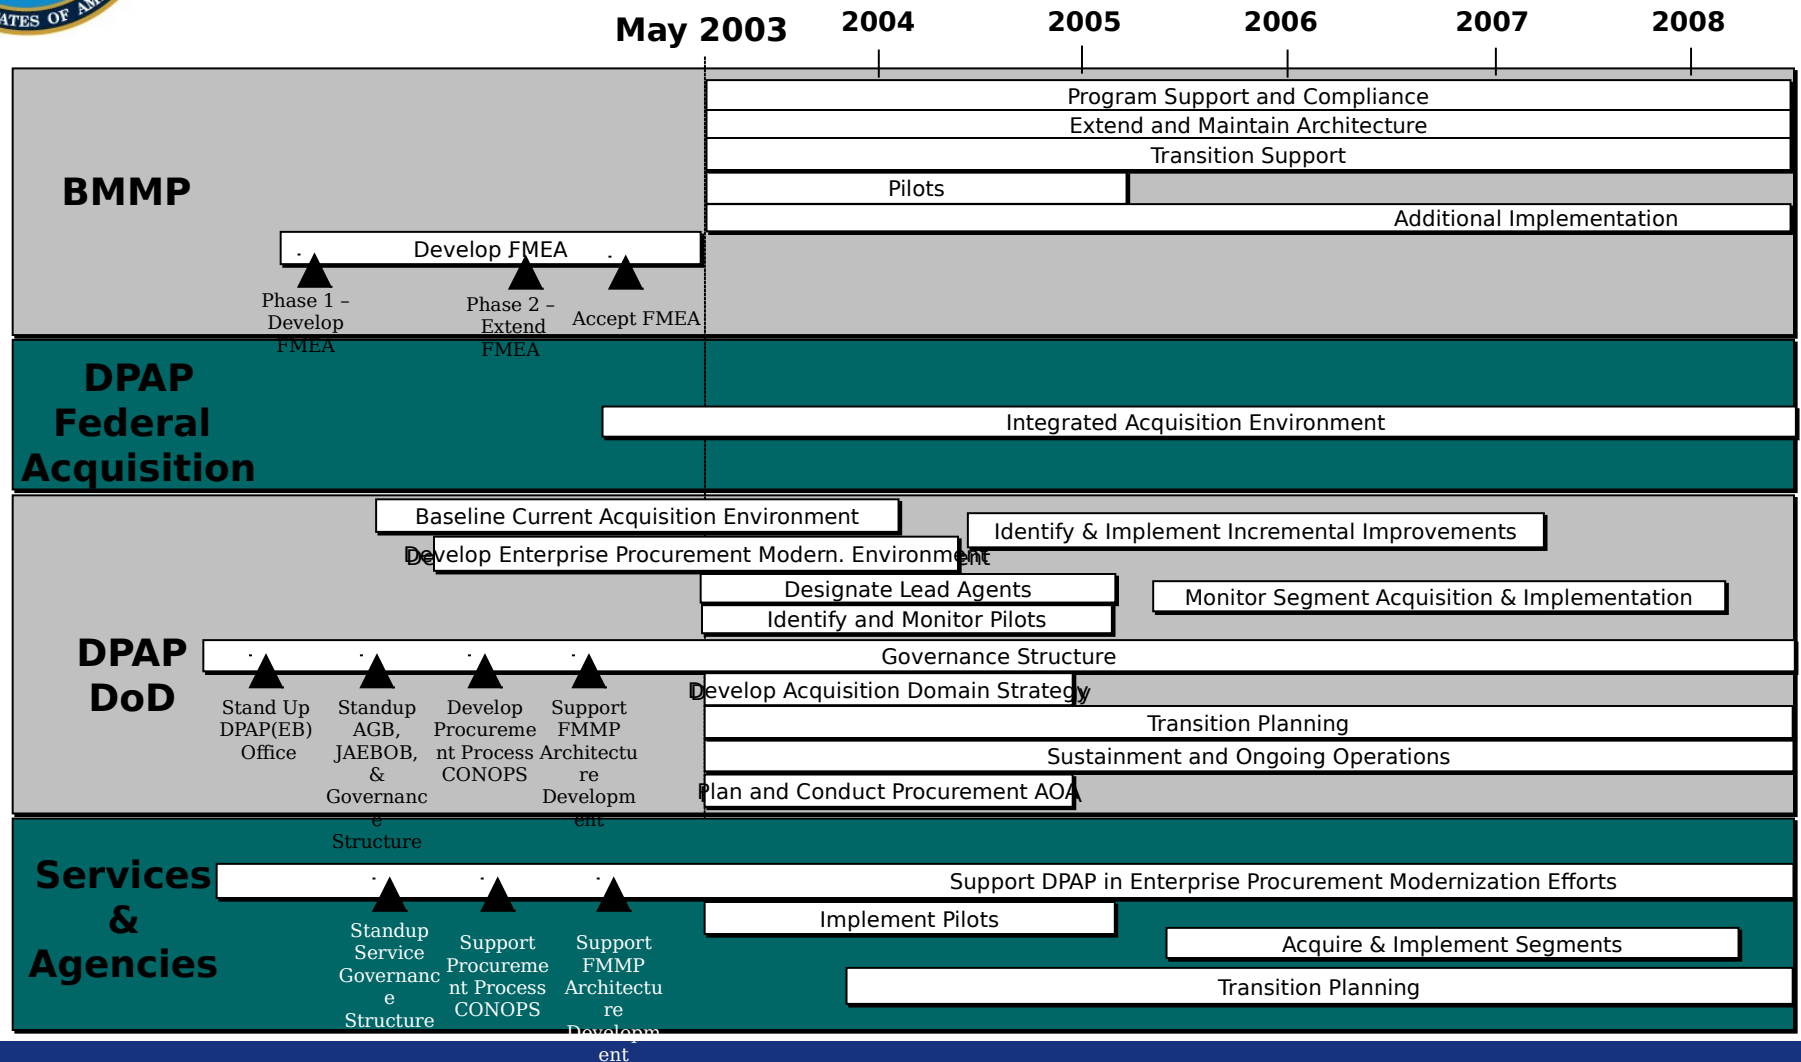 ATES OF AM
May 2003
2004
2005
2006
2007
2008
BMMP
Program Support and Compliance
Extend and Maintain Architecture
Transition Support
Pilots
Additional Implementation
Develop FMEA
Phase 1 –
Develop
FMEA
Phase 2 –
Extend
FMEA
Accept FMEA
DPAP
Federal
Acquisition
Integrated Acquisition Environment
DPAP
DoD
Baseline Current Acquisition Environment
Identify & Implement Incremental Improvements
Develop Enterprise Procurement Modern. Environment
Designate Lead Agents
Monitor Segment Acquisition & Implementation
Identify and Monitor Pilots
Governance Structure
Develop Acquisition Domain Strategy
Transition Planning
Sustainment and Ongoing Operations
Plan and Conduct Procurement AOA
Stand Up
DPAP(EB)
Office
Standup
AGB,
JAEBOB,
&
Governanc
e
Structure
Develop
Procureme
nt Process
CONOPS
Support
FMMP
Architectu
re
Developm
ent
Services
&
Agencies
Support DPAP in Enterprise Procurement Modernization Efforts
Implement Pilots
Acquire & Implement Segments
Transition Planning
Standup
Service
Governanc
e
Structure
Support
Procureme
nt Process
CONOPS
Support
FMMP
Architectu
re
Developm
ent